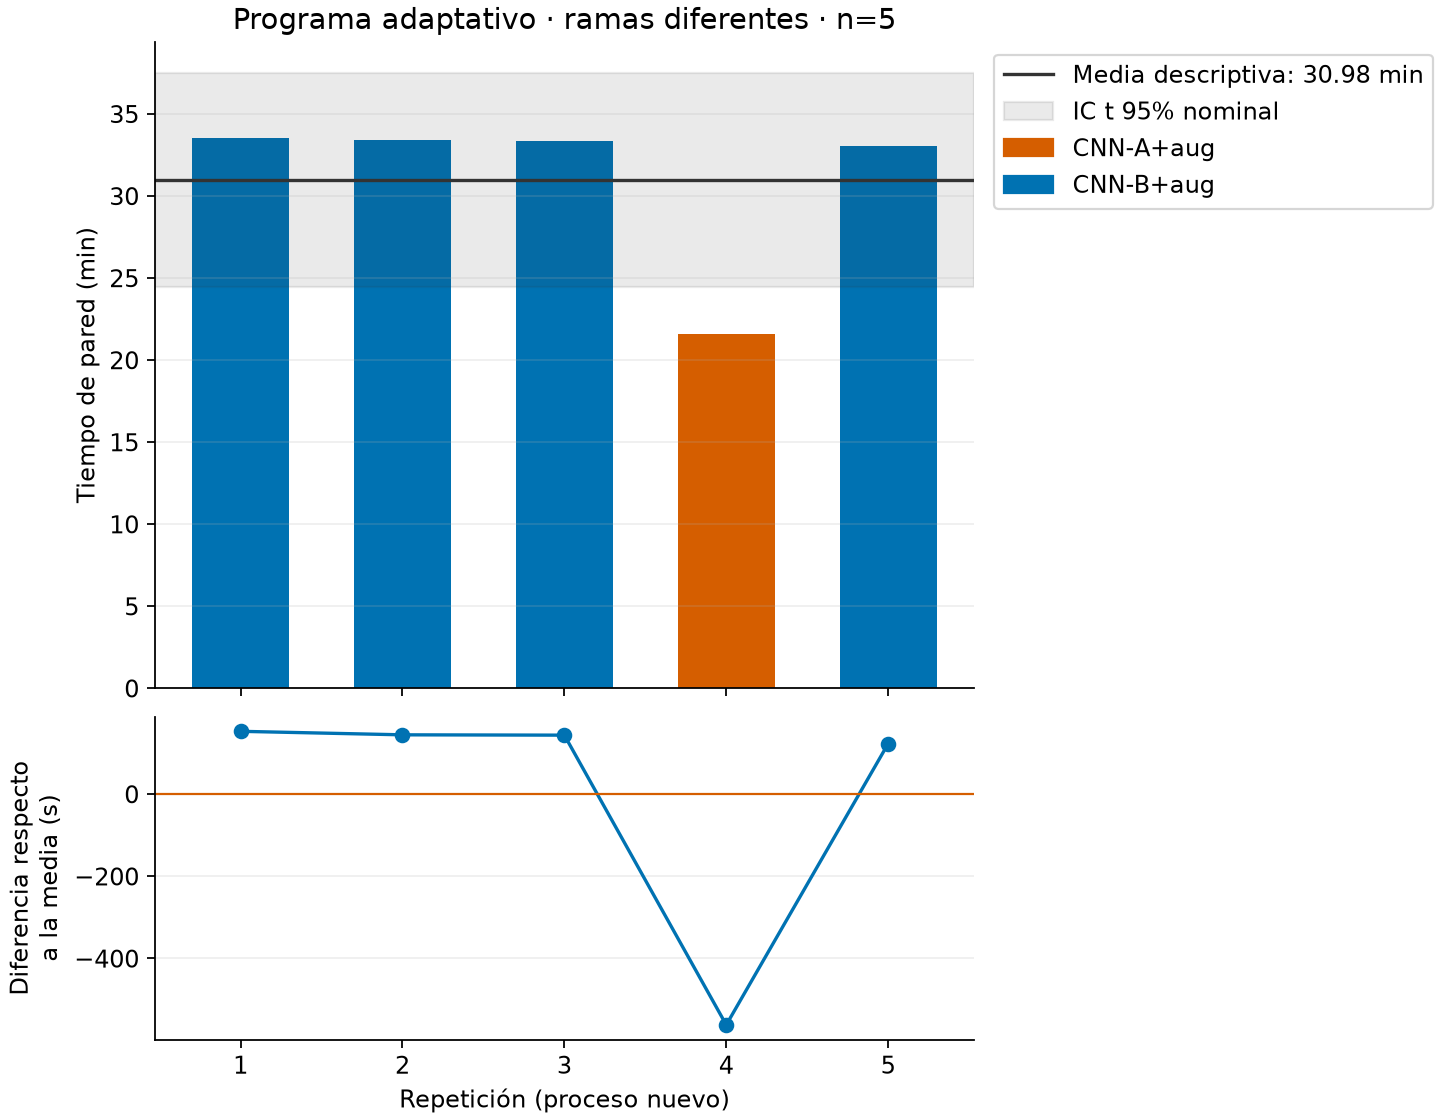 Programa adaptativo · ramas diferentes · n=5
Media descriptiva: 30.98 min
IC t 95% nominal
CNN-A+aug
CNN-B+aug
Tiempo de pared (min)
35
30
25
20
15
10
5
0
Diferencia respecto
a la media (s)
0
−200
−400
1 2 3 4 5
Repetición (proceso nuevo)